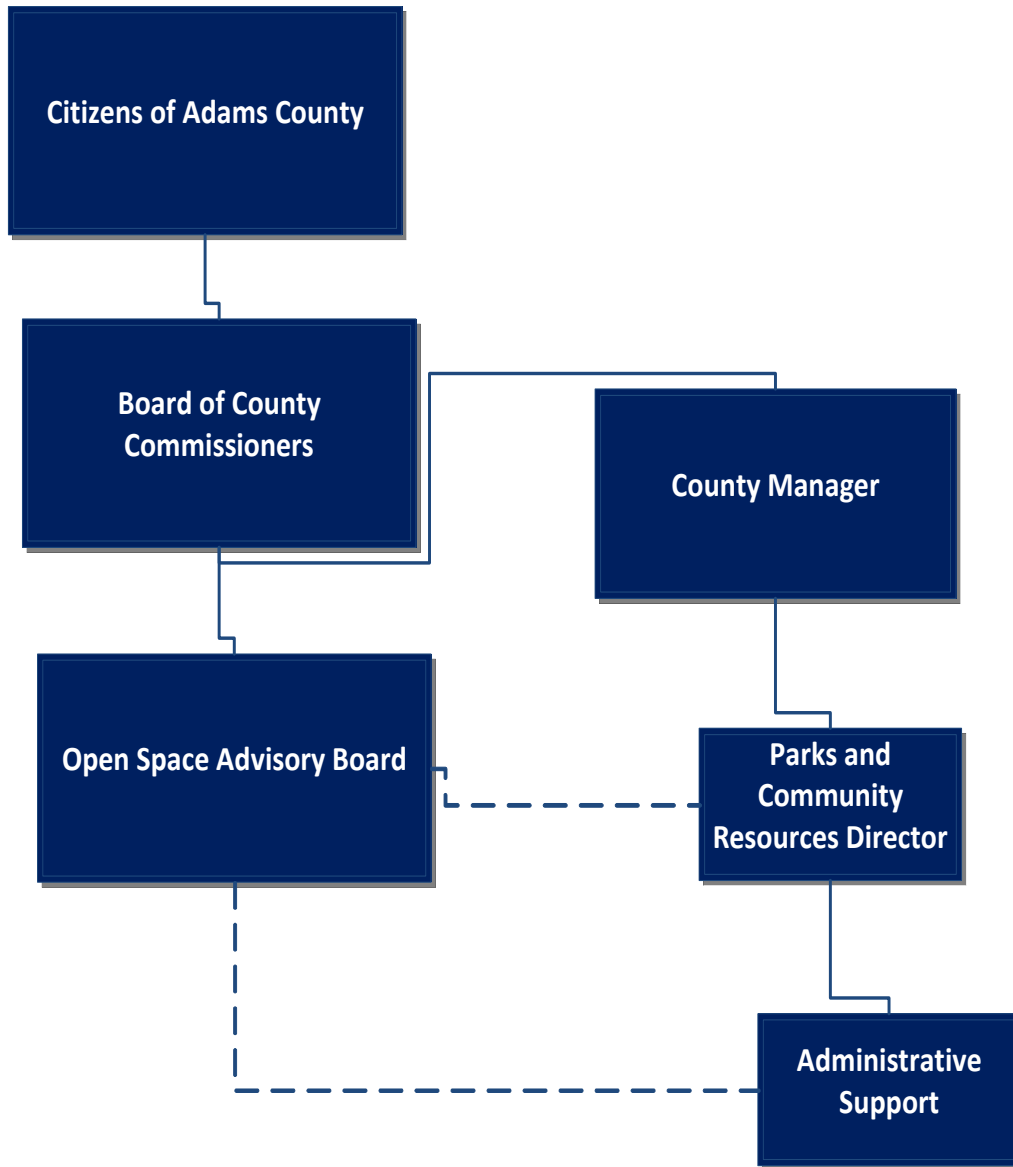 Citizens of Adams County
Board of County
Commissioners
County Manager
Open Space Advisory Board
Parks and
Community
Resources Director
Administrative
Support